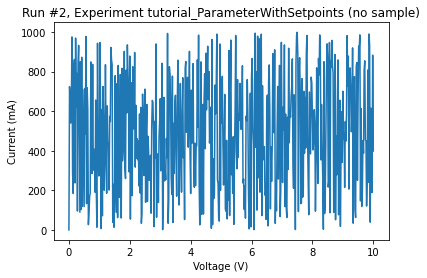 Run #2, Experiment tutorial_ParameterWithSetpoints (no sample)
1000
800
600
400
200
0
Current (mA)
0 2 4 6 8 10
Voltage (V)